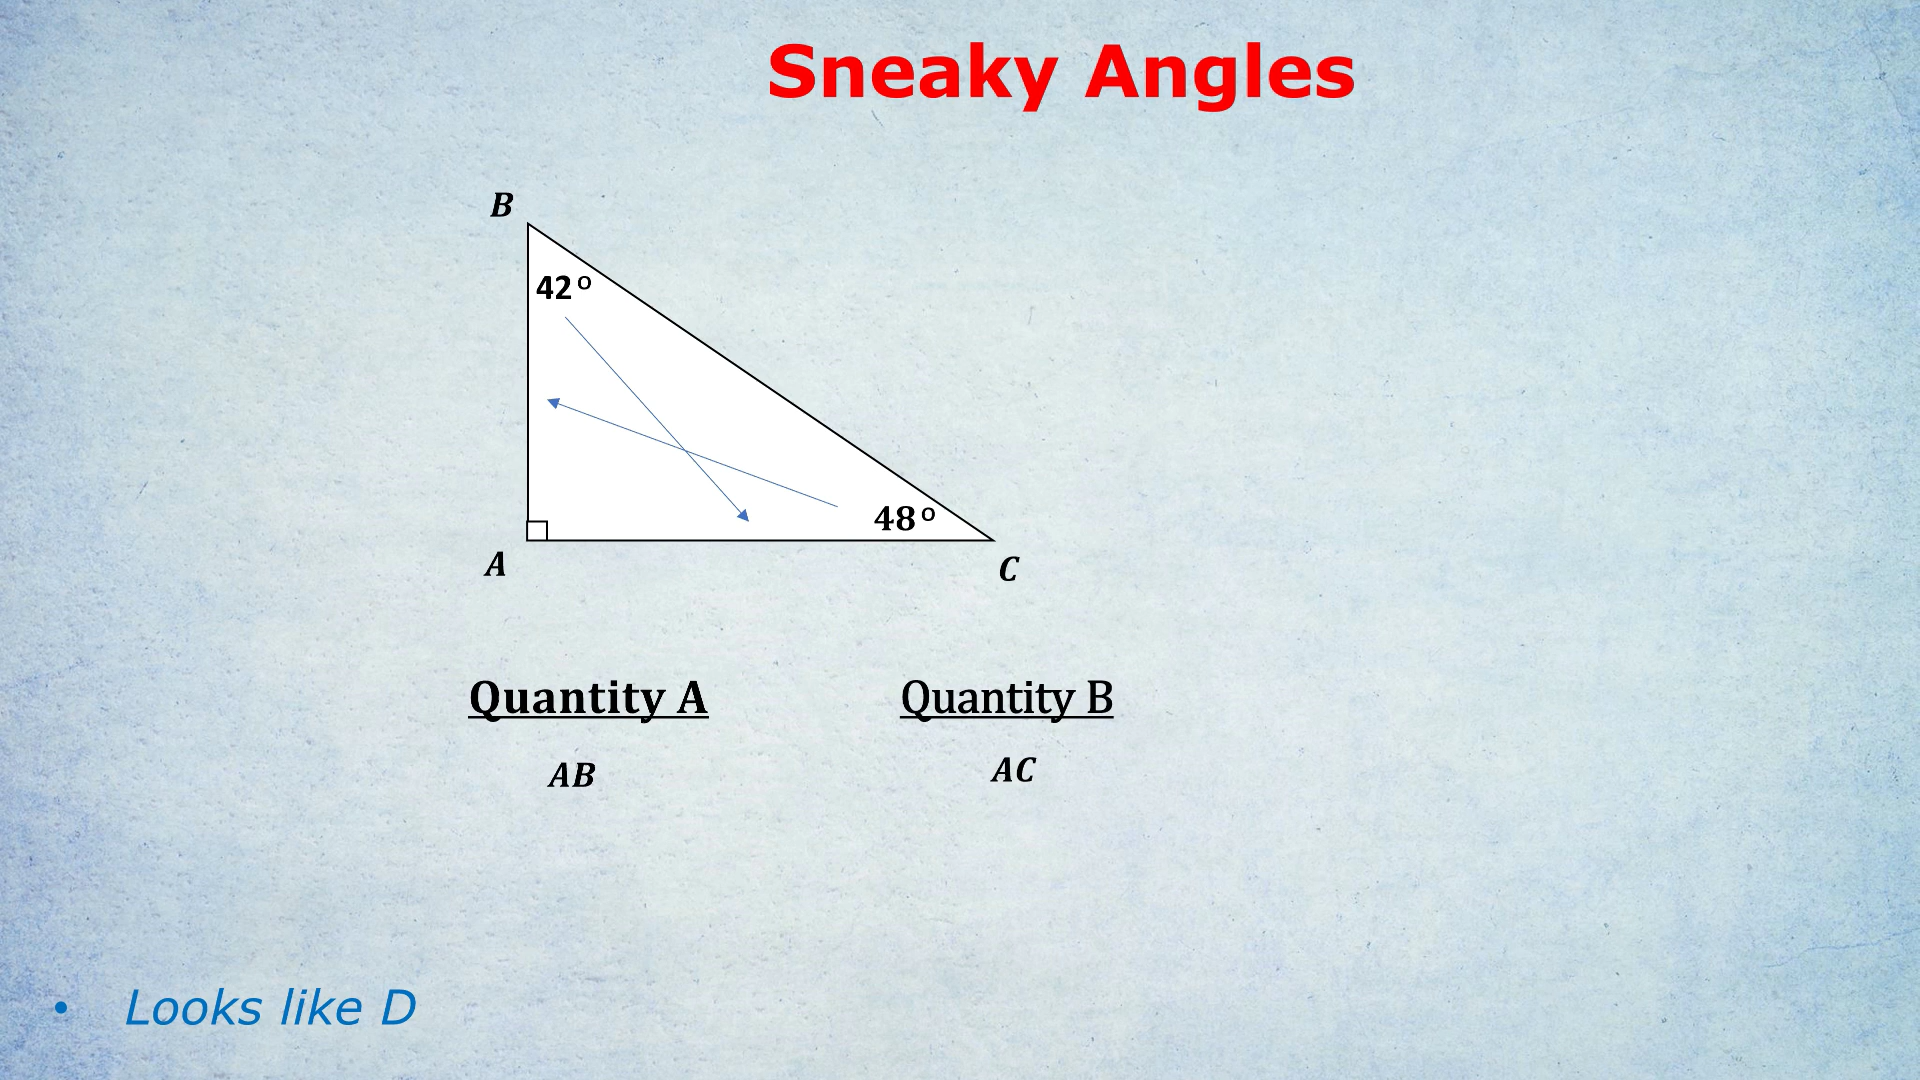 Sneaky Angles
B
42°
48°
A
C
Quantity A
Quantity B
AB
AC
• Looks like D